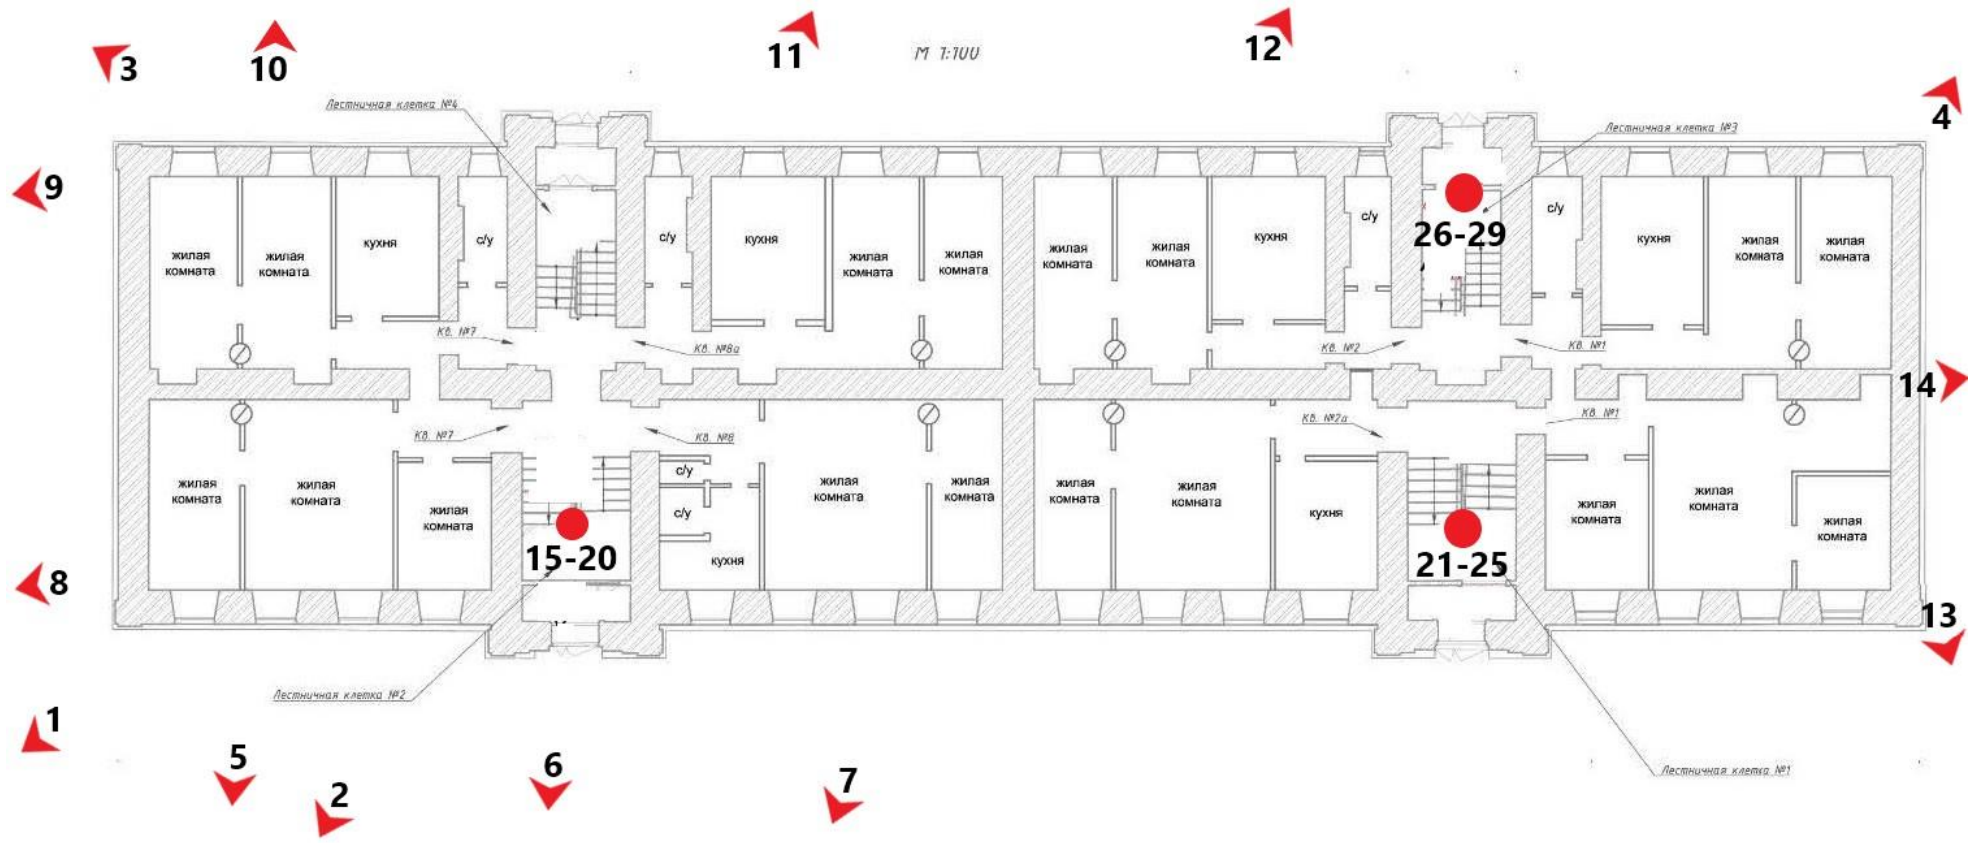 12
11
М 1:100
3
10
Лестничная клетка №4
4
Лестничная клетка №3
9
с/у
с/у
26-29
кухня
с/у
с/у
кухня
кухня
кухня
жилая
комната
жилая
комната
жилая
комната
жилая
комната
жилая
комната
жилая
комната
жилая
комната
жилая
комната
Кв. №7
Кв. №8а
Кв. №2
Кв. №1
14
Кв. №7
Кв. №8
Кв. №2а
Кв. №1
с/у
жилая
комната
жилая
комната
жилая
комната
с/у
жилая
комната
жилая
комната
жилая
комната
жилая
комната
кухня
жилая
комната
жилая
комната
жилая
комната
15-20
кухня
21-25
8
13
Лестничная клетка №2
1
5
6
7
2
Лестничная клетка №1